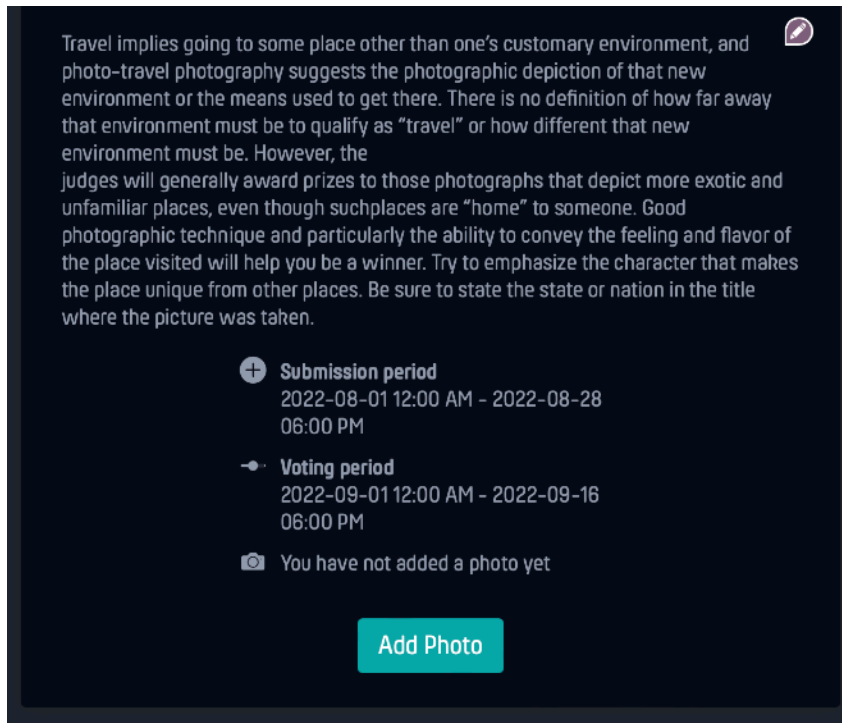 Travel implies going to some place other than one's customary environment, and
photo-travel photography suggests the photographic depiction of that new
environment or the means used to get there. There is no definition of how far away
that environment must be to qualify as "travel" or how different that new
environment must be. However, the
judges will generally award prizes to those photographs that depict more exotic and
unfamiliar places, even though suchplaces are "home" to someone. Good
photographic technique and particularly the ability to convey the feeling and flavor of
the place visited will help you be a winner. Try to emphasize the character that makes
the place unique from other places. Be sure to state the state or nation in the title
where the picture was taken.
Submission period
2022-08-01 12:00 AM - 2022-08-28
06:00 PM
Voting period
2022-09-01 12:00 AM - 2022-09-16
06:00 PM
You have not added a photo yet
Add Photo